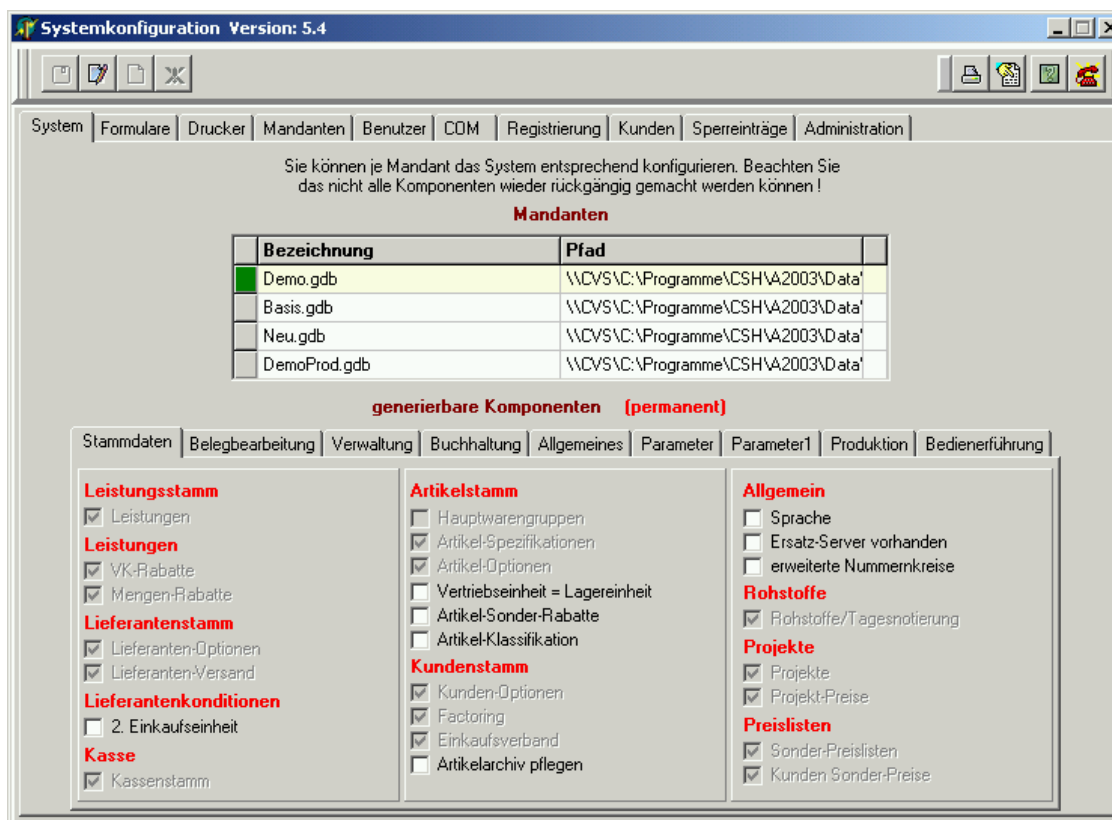 Systemkonfiguration Version: 5.4
System Formulare Drucker Mandanten Benutzer COM Registrierung Kunden Sperreinträge Administration
Sie können je Mandant das System entsprechend konfigurieren. Beachten Sie
das nicht alle Komponenten wieder rückgängig gemacht werden können !
Mandanten
Bezeichnung Pfad
Demo.gdb \\CVS\C:\Programme\CSH\A2003\Data'
Basis.gdb \\CVS\C:\Programme\CSH\A2003\Data'
Neu.gdb \\CVS\C:\Programme\CSH\A2003\Data'
DemoProd.gdb \\CVS\C:\Programme\CSH\A2003\Data'
generierbare Komponenten (permanent)
Stammdaten Belegbearbeitung Verwaltung Buchhaltung Allgemeines Parameter Parameter1 Produktion Bedienerführung
Leistungsstamm
Leistungen
Leistungen
VK-Rabatte
Mengen-Rabatte
Lieferantenstamm
Lieferanten-Optionen
Lieferanten-Versand
Lieferantenkonditionen
2. Einkaufseinheit
Kasse
Kassenstamm
Artikelstamm
Hauptwarengruppen
Artikel-Spezifikationen
Artikel-Optionen
Vertriebseinheit = Lagereinheit
Artikel-Sonder-Rabatte
Artikel-Klassifikation
Kundenstamm
Kunden-Optionen
Factoring
Einkaufsverband
Artikelarchiv pflegen
Allgemein
Sprache
Ersatz-Server vorhanden
erweiterte Nummernkreise
Rohstoffe
Rohstoffe/Tagesnotierung
Projekte
Projekte
Projekt-Preise
Preislisten
Sonder-Preislisten
Kunden Sonder-Preise